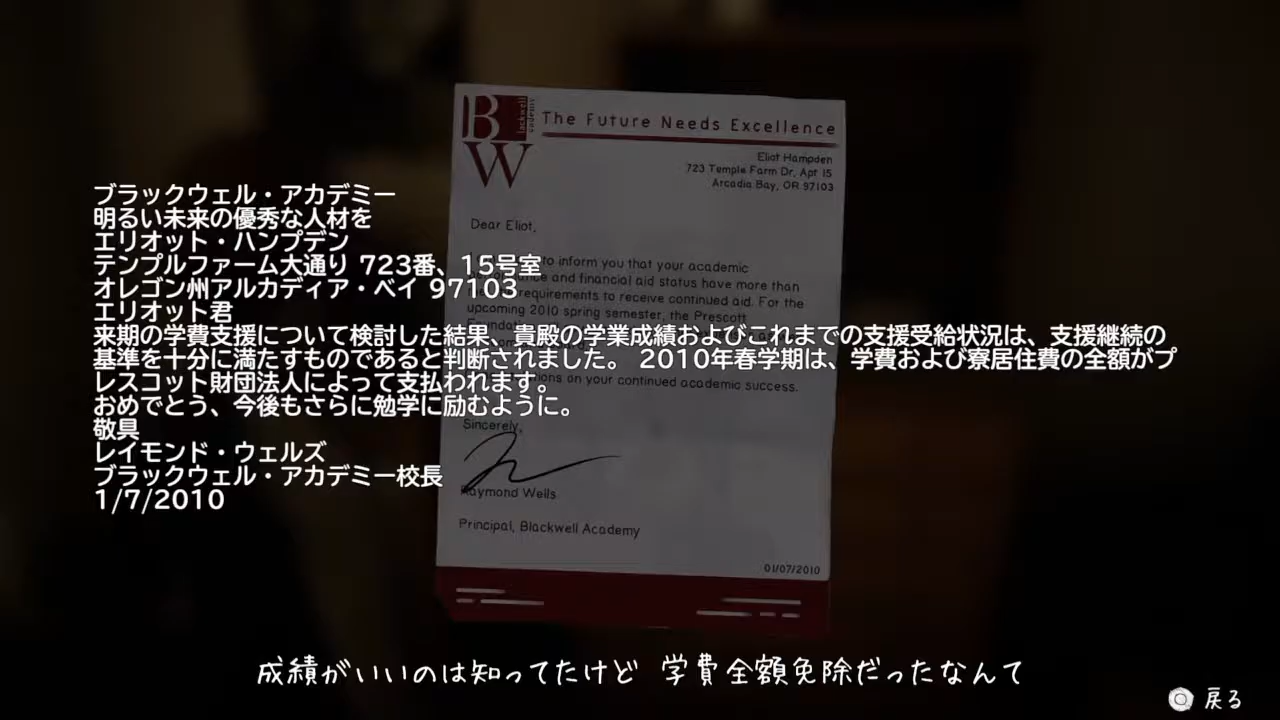 BW
Blackwell Academy
The Future Needs Excellence
Eliot Hampden
723 Temple Farm Dr, Apt 15
Arcadia Bay, OR 97103
Dear Eliot,
to inform you that your academic
and financial aid status have more than
requirements to receive continued aid. For the
upcoming 2010 spring semester, the Prescott
on your continued academic success.
Sincerely,
Raymond Wells
Principal, Blackwell Academy
01/07/2010
ブラックウェル・アカデミー
明るい未来の優秀な人材を
エリオット・ハンプデン
テンプルファーム大通り 723番、15号室
オレゴン州アルカディア・ベイ 97103
エリオット君
来期の学費支援について検討した結果、貴殿の学業成績およびこれまでの支援受給状況は、支援継続の
基準を十分に満たすものであると判断されました。 2010年春学期は、学費および寮居住費の全額がプ
レスコット財団法人によって支払われます。
おめでとう、今後もさらに勉学に励むように。
敬具
レイモンド・ウェルズ
ブラックウェル・アカデミー校長
1/7/2010
成績がいいのは知ってたけど 学費全額免除だったなんて
戻る